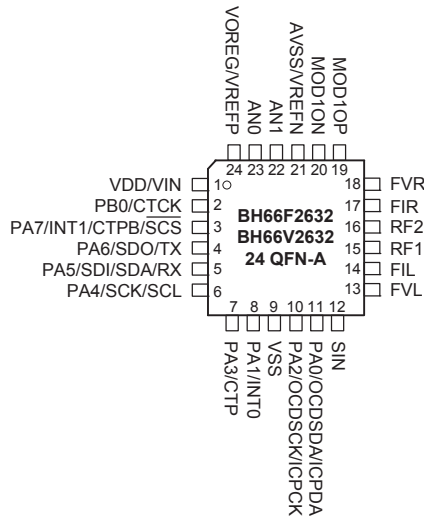 VOREG/VREFP
AN0
AN1
AVSS/VREFN
MOD1ON
MOD1OP
24 23 22 21 20 19
VDD/VIN 1 18 FVR
PB0/CTCK 2 17 FIR
PA7/INT1/CTPB/SCS 3 16 RF2
PA6/SDO/TX 4 15 RF1
PA5/SDI/SDA/RX 5 14 FIL
PA4/SCK/SCL 6 13 FVL
BH66F2632
BH66V2632
24 QFN-A
7 8 9 10 11 12
PA3/CTP
PA1/INT0
VSS
PA2/OCDSCK/ICPCK
PA0/OCDSDA/ICPDA
SIN